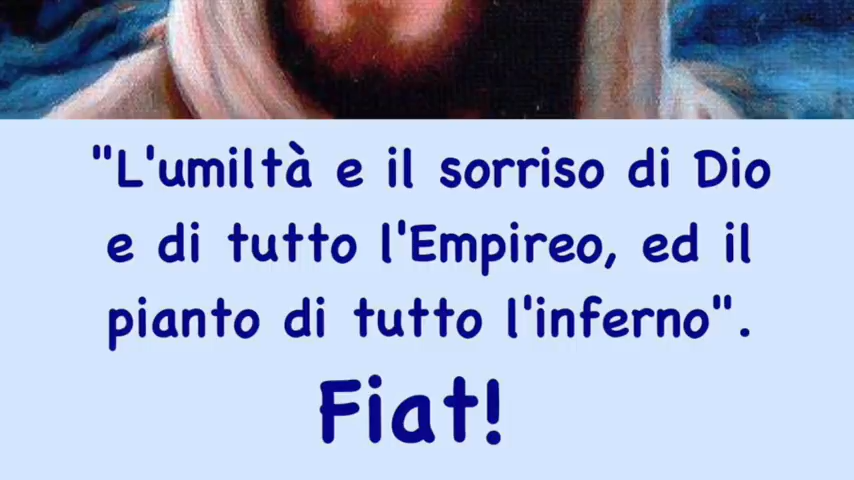 "L'umiltà e il sorriso di Dio
e di tutto l'Empireo, ed il
pianto di tutto l'inferno".
Fiat!